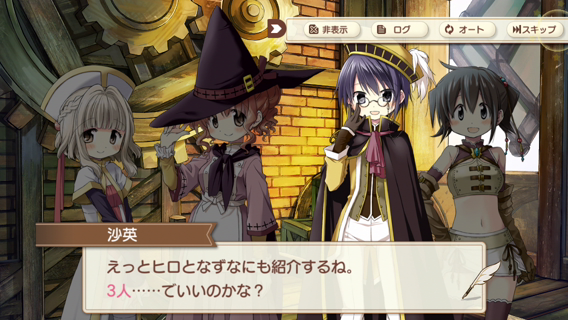 非表示
ログ
オート
スキップ
沙英
えっとヒロとなずなにも紹介するね。
3人……でいいのかな？